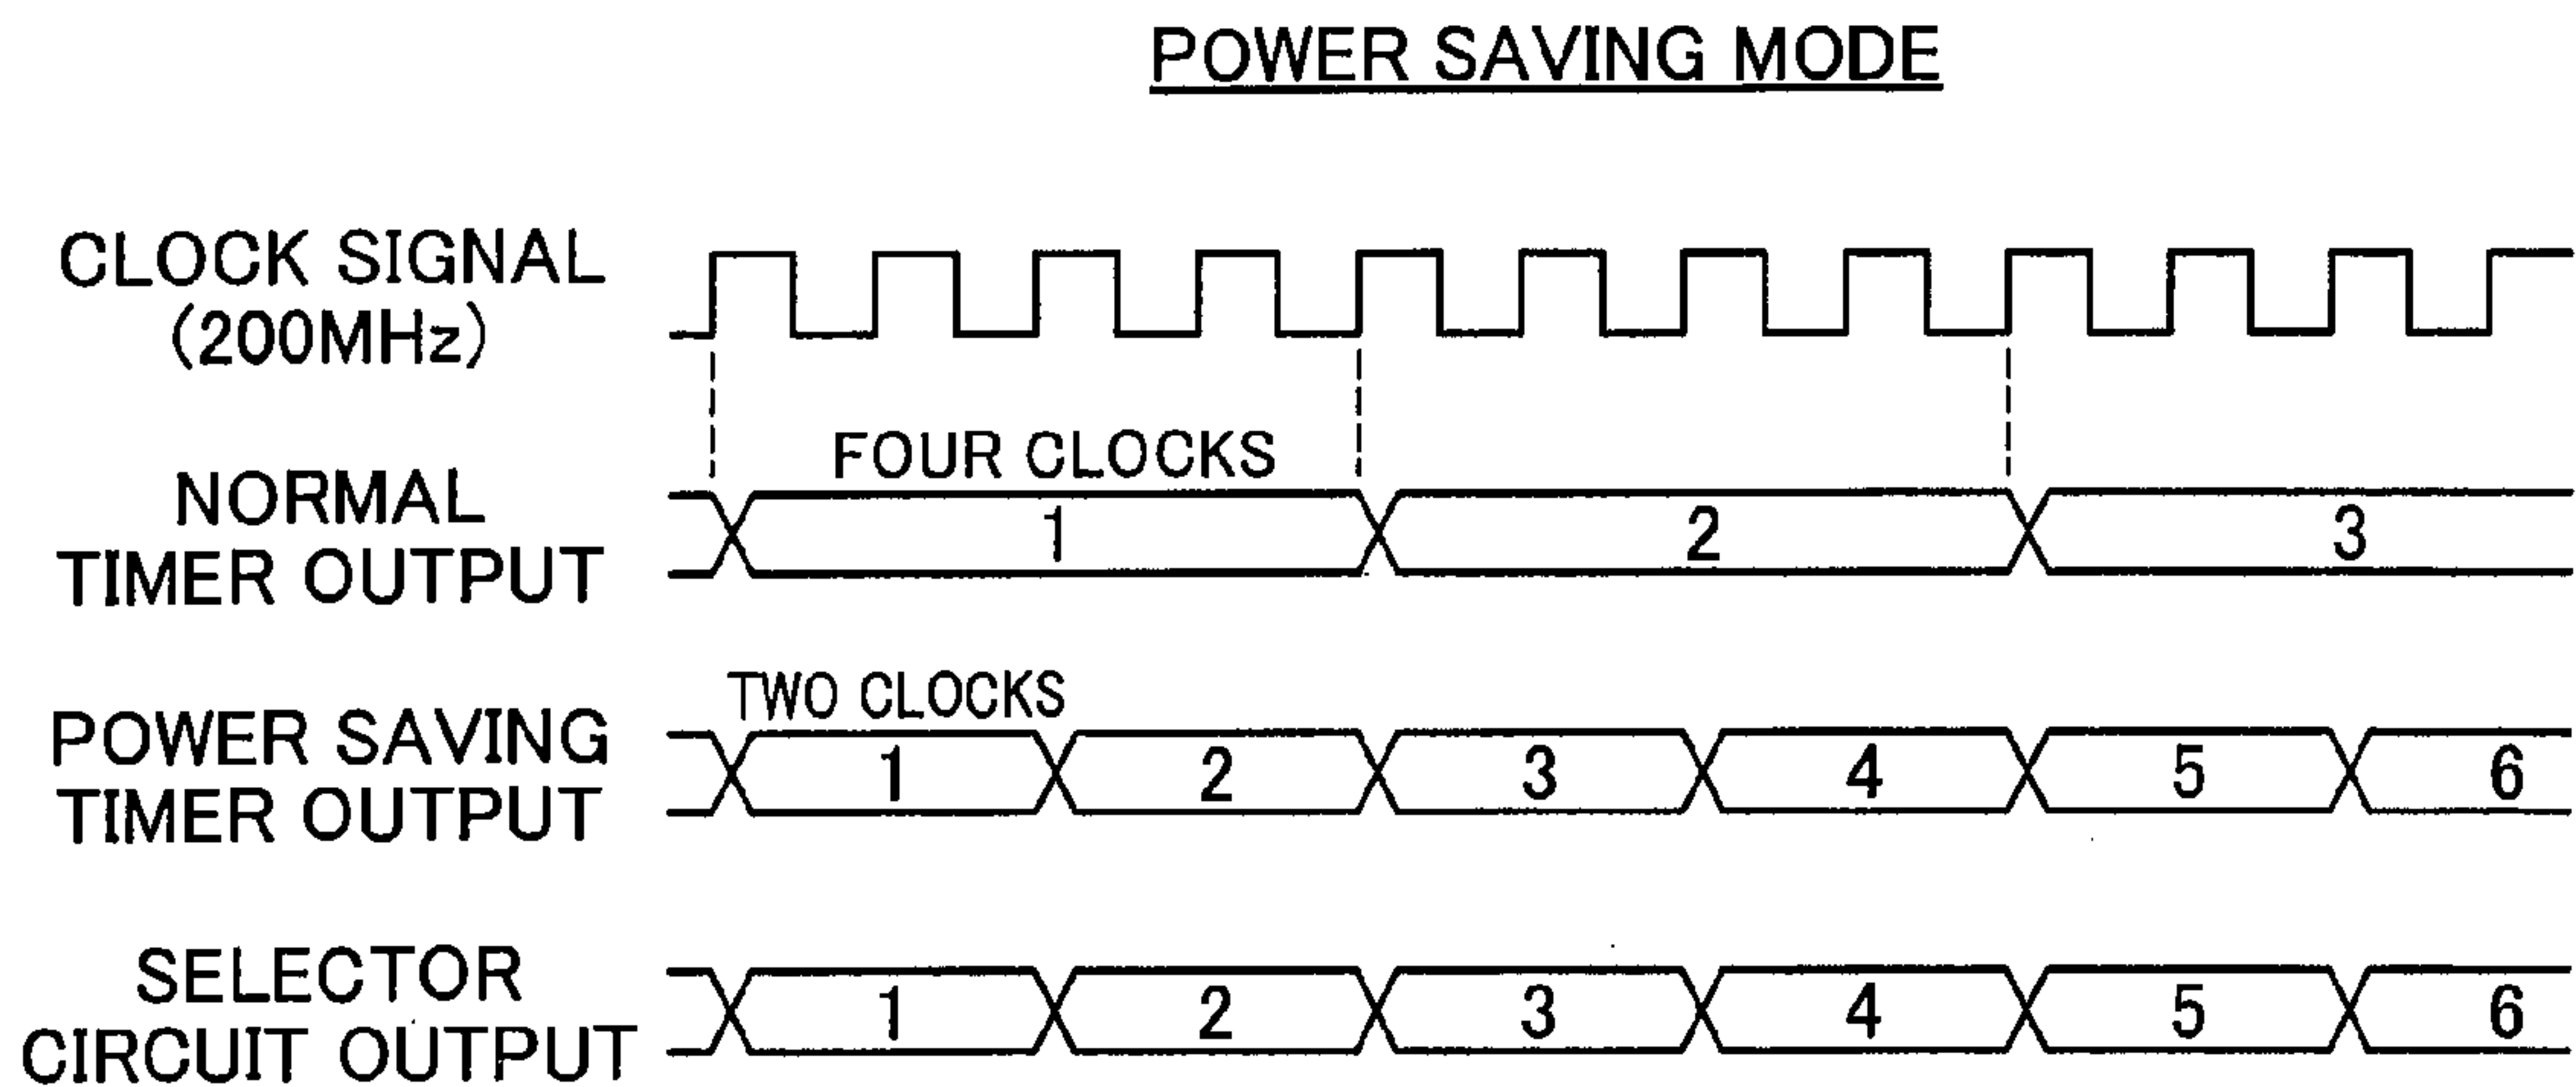 POWER SAVING MODE
CLOCK SIGNAL
(200MHz)
FOUR CLOCKS
NORMAL
TIMER OUTPUT
1 2 3
TWO CLOCKS
POWER SAVING
TIMER OUTPUT
1 2 3 4 5 6
SELECTOR
CIRCUIT OUTPUT
1 2 3 4 5 6